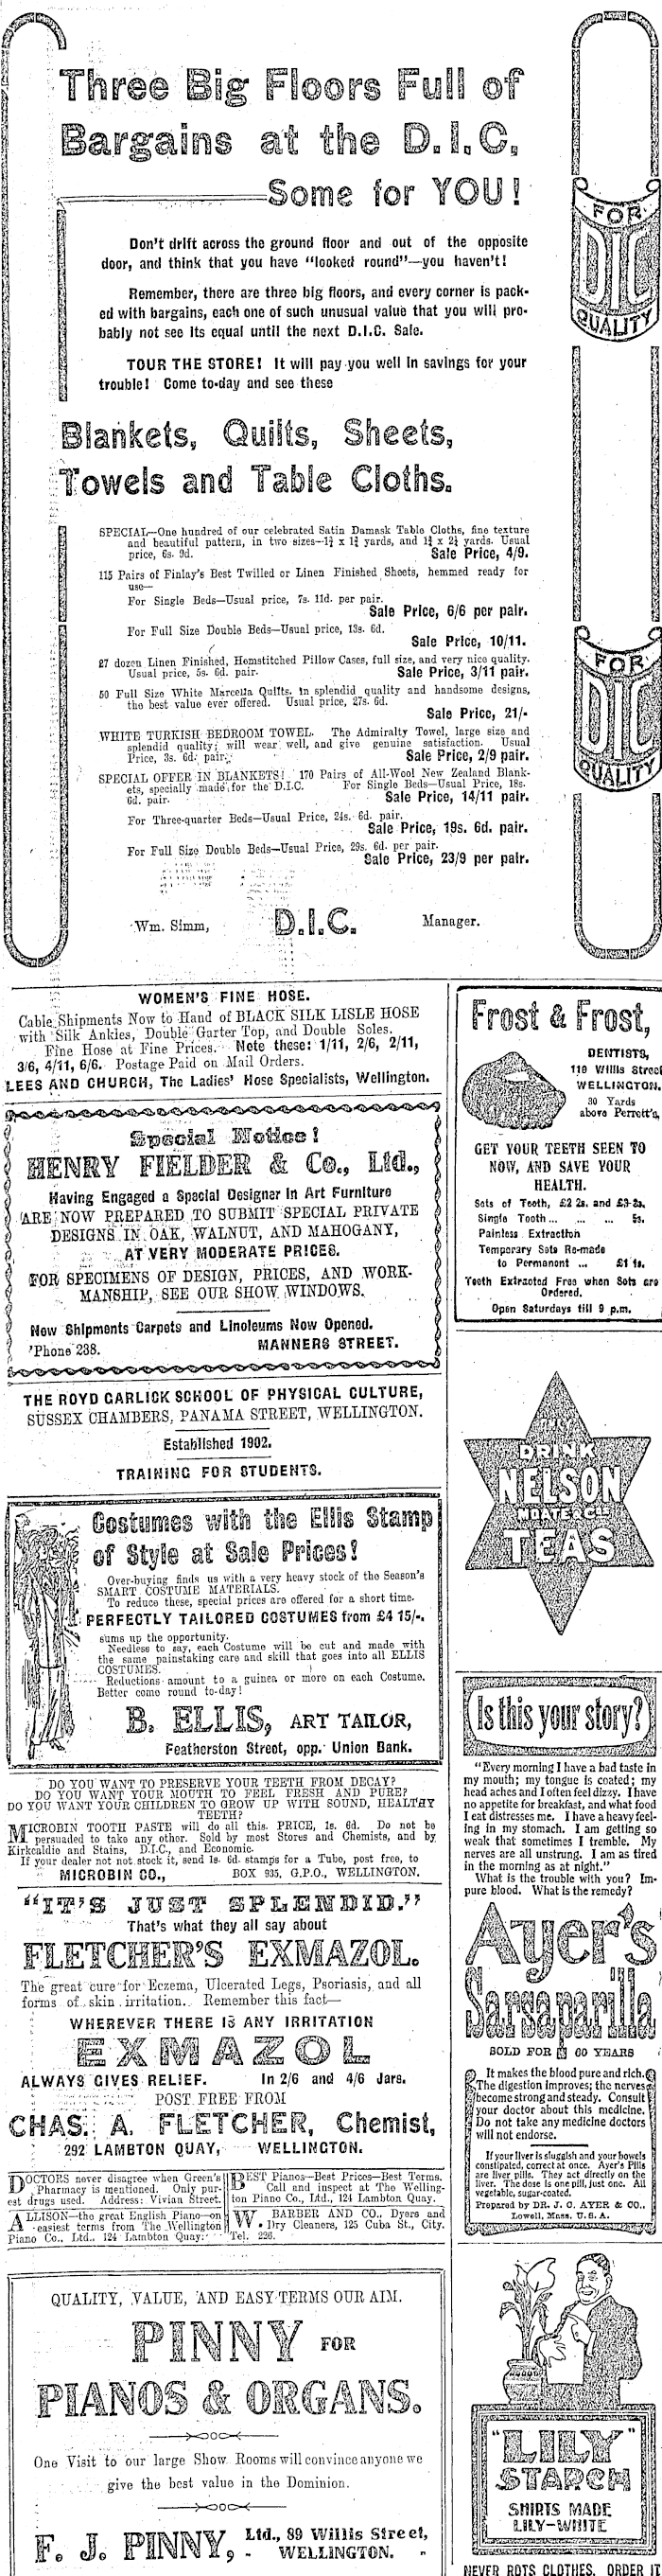 Three Big Floors Full of
Bargains at the D.I.C.
Some for YOU!
Don't drift across the ground floor and out of the opposite
door, and think that you have "looked round"—you haven't!
Remember, there are three big floors, and every corner is pack-
ed with bargains, each one of such unusual value that you will pro-
bably not see its equal until the next D.I.C. Sale.
TOUR THE STORE! It will pay you well in savings for your
trouble! Come to-day and see these
Blankets, Quilts, Sheets,
Towels and Table Cloths.
SPECIAL—One hundred of our celebrated Satin Damask Table Cloths, fine texture
and beautiful pattern, in two sizes—1¾ x 1¾ yards, and 1¾ x 2¼ yards. Usual
price, 6s. 9d. Sale Price, 4/9.
115 Pairs of Finlay's Best Twilled or Linen Finished Sheets, hemmed ready for
use—
For Single Beds—Usual price, 7s. 11d. per pair.
Sale Price, 6/6 per pair.
For Full Size Double Beds—Usual price, 13s. 6d.
Sale Price, 10/11.
27 dozen Linen Finished, Hemstitched Pillow Cases, full size, and very nice quality.
Usual price, 5s. 6d. pair. Sale Price, 3/11 pair.
50 Full Size White Marcella Quilts, in splendid quality and handsome designs,
the best value ever offered. Usual price, 27s. 6d.
Sale Price, 21/-
WHITE TURKISH BEDROOM TOWEL. The Admiralty Towel, large size and
splendid quality; will wear well, and give genuine satisfaction. Usual
Price, 3s. 6d. pair. Sale Price, 2/9 pair.
SPECIAL OFFER IN BLANKETS! 170 Pairs of All-Wool New Zealand Blank-
ets, specially made for the D.I.C. For Single Beds—Usual Price, 18s.
6d. pair. Sale Price, 14/11 pair.
For Three-quarter Beds—Usual Price, 24s. 6d. pair.
Sale Price, 19s. 6d. pair.
For Full Size Double Beds—Usual Price, 29s. 6d. per pair.
Sale Price, 23/9 per pair.
Wm. Simm, D.I.C. Manager.
FOR
DIC
QUALITY
FOR
DIC
QUALITY
WOMEN'S FINE HOSE.
Cable Shipments Now to Hand of BLACK SILK LISLE HOSE
with Silk Ankles, Double Garter Top, and Double Soles.
Fine Hose at Fine Prices. Note these: 1/11, 2/6, 2/11,
3/6, 4/11, 6/6. Postage Paid on Mail Orders.
LEES AND CHURCH, The Ladies' Hose Specialists, Wellington.
Special Notice!
HENRY FIELDER & Co., Ltd.,
Having Engaged a Special Designer in Art Furniture
ARE NOW PREPARED TO SUBMIT SPECIAL PRIVATE
DESIGNS IN OAK, WALNUT, AND MAHOGANY,
AT VERY MODERATE PRICES.
FOR SPECIMENS OF DESIGN, PRICES, AND WORK-
MANSHIP, SEE OUR SHOW WINDOWS.
New Shipments Carpets and Linoleums Now Opened.
'Phone 238. MANNERS STREET.
THE ROYD GARLICK SCHOOL OF PHYSICAL CULTURE,
SUSSEX CHAMBERS, PANAMA STREET, WELLINGTON.
Established 1902.
TRAINING FOR STUDENTS.
Costumes with the Ellis Stamp
of Style at Sale Prices!
Over-buying finds us with a very heavy stock of the Season's
SMART COSTUME MATERIALS.
To reduce these, special prices are offered for a short time.
PERFECTLY TAILORED COSTUMES from £4 15/-.
sums up the opportunity.
Needless to say, each Costume will be cut and made with
the same painstaking care and skill that goes into all ELLIS
COSTUMES.
Reductions amount to a guinea or more on each Costume.
Better come round to-day!
B. ELLIS, ART TAILOR,
Featherston Street, opp. Union Bank.
DO YOU WANT TO PRESERVE YOUR TEETH FROM DECAY?
DO YOU WANT YOUR MOUTH TO FEEL FRESH AND PURE?
DO YOU WANT YOUR CHILDREN TO GROW UP WITH SOUND, HEALTHY
TEETH?
MICROBIN TOOTH PASTE will do all this. PRICE, 1s. 6d. Do not be
persuaded to take any other. Sold by most Stores and Chemists, and by
Kirkcaldie and Stains, D.I.C., and Economic.
If your dealer not not stock it, send 1s. 6d. stamps for a Tube, post free, to
MICROBIN CO., BOX 935, G.P.O., WELLINGTON.
"IT'S JUST SPLENDID."
That's what they all say about
FLETCHER'S EXMAZOL.
The great cure for Eczema, Ulcerated Legs, Psoriasis, and all
forms of skin irritation. Remember this fact—
WHEREVER THERE IS ANY IRRITATION
EXMAZOL
ALWAYS GIVES RELIEF. In 2/6 and 4/6 Jars.
POST FREE FROM
CHAS. A. FLETCHER, Chemist,
292 LAMBTON QUAY, WELLINGTON.
DOCTORS never disagree when Green's
Pharmacy is mentioned. Only pur-
est drugs used. Address: Vivian Street.
ALLISON—the great English Piano—on
easiest terms from The Wellington
Piano Co., Ltd., 124 Lambton Quay.
BEST Pianos—Best Prices—Best Terms.
Call and inspect at The Welling-
ton Piano Co., Ltd., 124 Lambton Quay.
W. BARBER AND CO., Dyers and
Dry Cleaners, 125 Cuba St., City.
Tel. 226.
QUALITY, VALUE, AND EASY TERMS OUR AIM.
PINNY FOR
PIANOS & ORGANS.
One Visit to our large Show Rooms will convince anyone we
give the best value in the Dominion.
F. J. PINNY, Ltd., 89 Willis Street,
WELLINGTON.
Frost & Frost,
DENTISTS,
110 Willis Street
WELLINGTON.
30 Yards
above Perrett's,
GET YOUR TEETH SEEN TO
NOW, AND SAVE YOUR
HEALTH.
Sets of Teeth, £2 2s. and £3 3s.
Single Tooth... ... ... 5s.
Painless Extraction
Temporary Sets Re-made
to Permanent ... £1 1s.
Teeth Extracted Free when Sets are
Ordered.
Open Saturdays till 9 p.m.
DRINK
NELSON
MOATE & CO'S
TEAS
Is this your story?
"Every morning I have a bad taste in
my mouth; my tongue is coated; my
head aches and I often feel dizzy. I have
no appetite for breakfast, and what food
I eat distresses me. I have a heavy feel-
ing in my stomach. I am getting so
weak that sometimes I tremble. My
nerves are all unstrung. I am as tired
in the morning as at night."
What is the trouble with you? Im-
pure blood. What is the remedy?
Ayer's
Sarsaparilla
SOLD FOR 60 YEARS
It makes the blood pure and rich.
The digestion improves; the nerves
become strong and steady. Consult
your doctor about this medicine.
Do not take any medicine doctors
will not endorse.
If your liver is sluggish and your bowels
constipated, correct at once. Ayer's Pills
are liver pills. They act directly on the
liver. The dose is one pill, just one. All
vegetable, sugar-coated.
Prepared by DR. J. C. AYER & CO.,
Lowell, Mass. U.S.A.
"LILY"
STARCH
SHIRTS MADE
LILY-WHITE
NEVER ROTS CLOTHES. ORDER IT